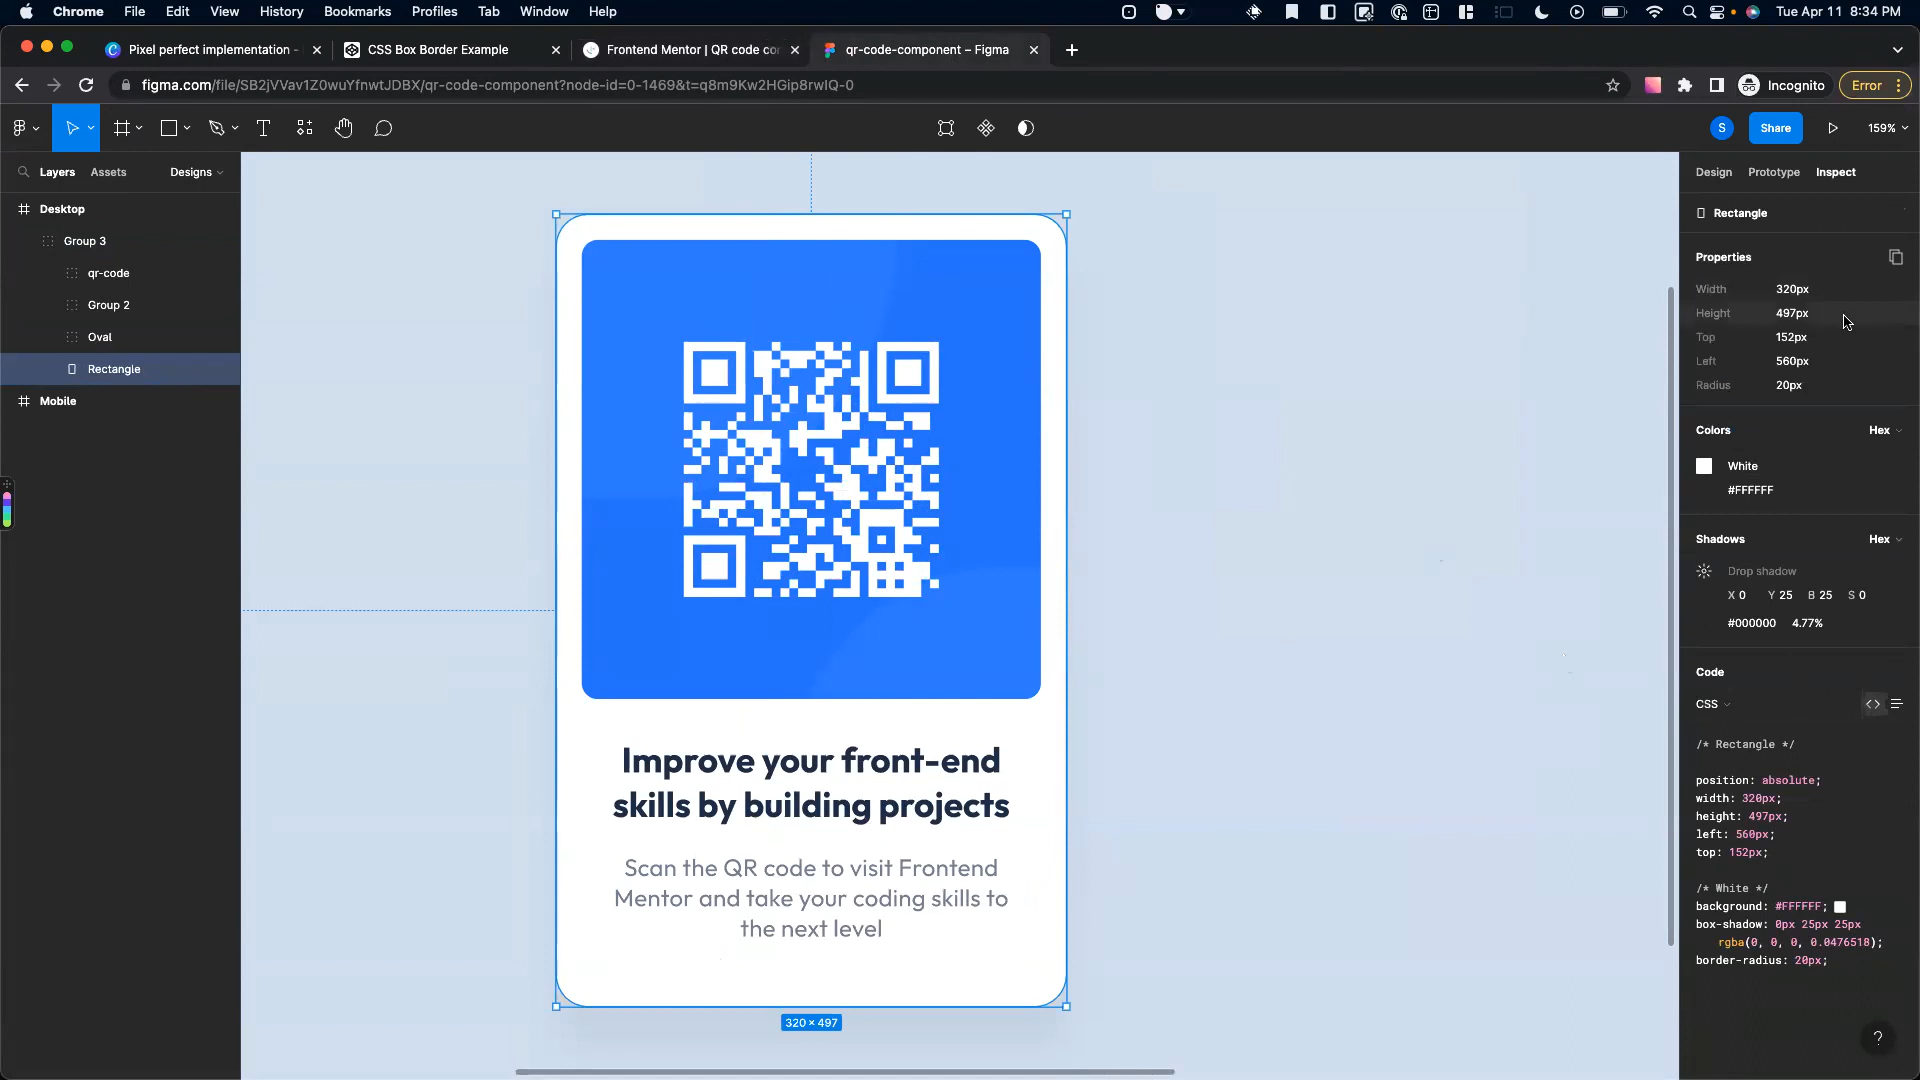 Chrome File Edit View History Bookmarks Profiles Tab Window Help Tue Apr 11 8:34 PM
Pixel perfect implementation - CSS Box Border Example Frontend Mentor | QR code cor qr-code-component – Figma
figma.com/file/SB2jVVav1Z0wuYfnwtJDBX/qr-code-component?node-id=0-1469&t=q8m9Kw2HGip8rwIQ-0 Incognito Error
S Share 159%
Layers Assets Designs
Desktop
Group 3
qr-code
Group 2
Oval
Rectangle
Mobile
Improve your front-end
skills by building projects
Scan the QR code to visit Frontend
Mentor and take your coding skills to
the next level
320 × 497
Design Prototype Inspect
Rectangle
Properties
Width 320px
Height 497px
Top 152px
Left 560px
Radius 20px
Colors Hex
White
#FFFFFF
Shadows Hex
Drop shadow
X 0 Y 25 B 25 S 0
#000000 4.77%
Code
CSS
/* Rectangle */
position: absolute;
width: 320px;
height: 497px;
left: 560px;
top: 152px;
/* White */
background: #FFFFFF;
box-shadow: 0px 25px 25px
rgba(0, 0, 0, 0.0476518);
border-radius: 20px;
?